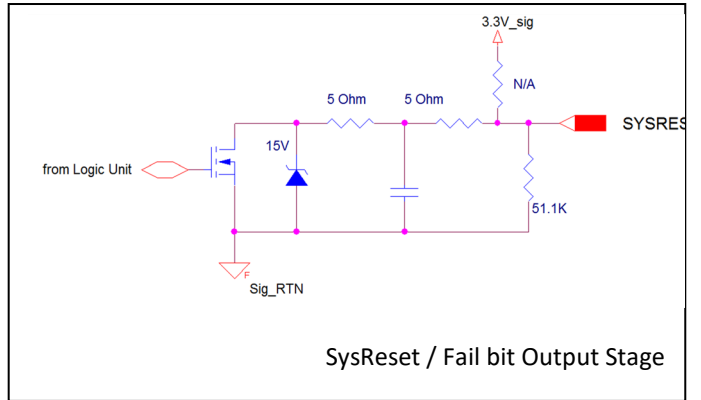 3.3V_sig
N/A
5 Ohm
5 Ohm
SYSRES
15V
from Logic Unit
51.1K
F
Sig_RTN
SysReset / Fail bit Output Stage